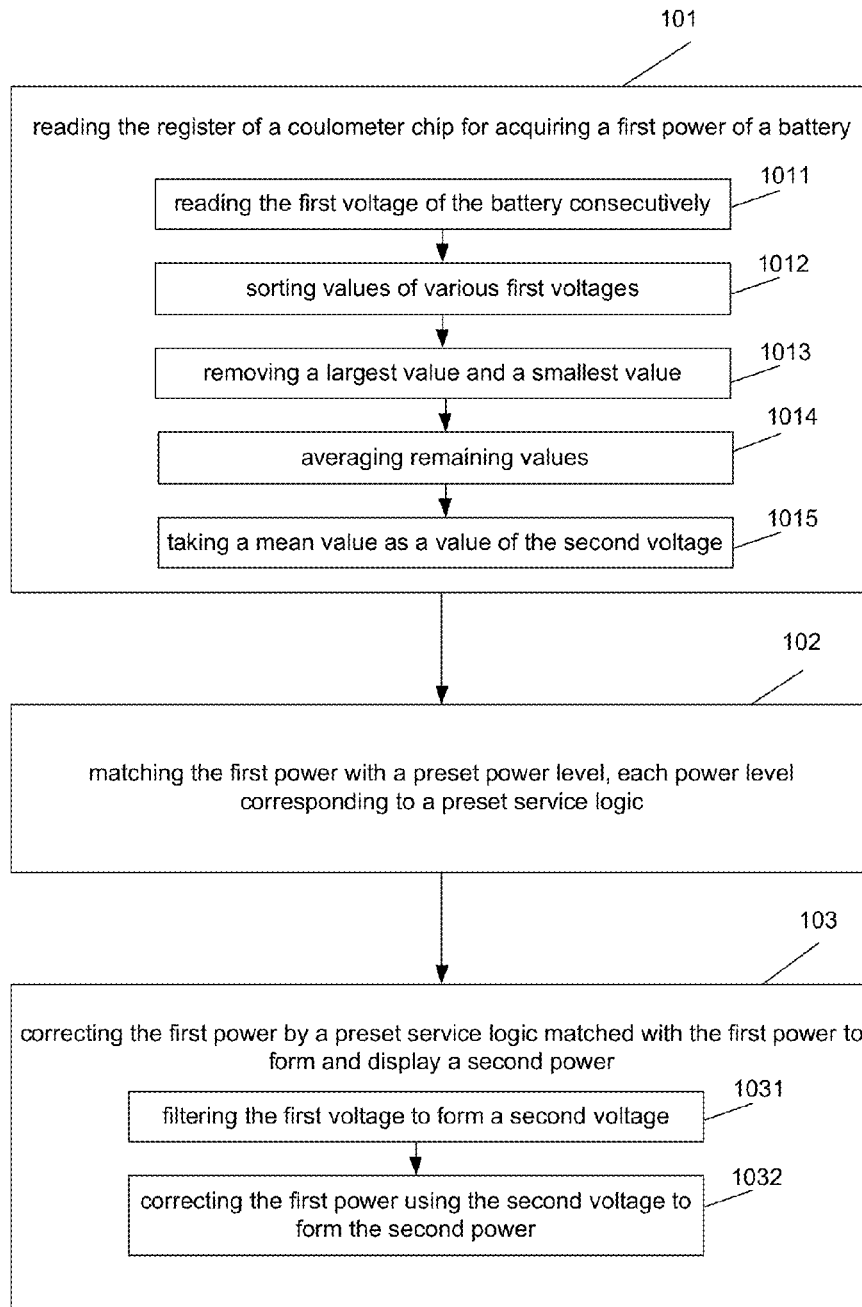 101
reading the register of a coulometer chip for acquiring a first power of a battery
1011
reading the first voltage of the battery consecutively
1012
sorting values of various first voltages
1013
removing a largest value and a smallest value
1014
averaging remaining values
1015
taking a mean value as a value of the second voltage
102
matching the first power with a preset power level, each power level
corresponding to a preset service logic
103
correcting the first power by a preset service logic matched with the first power to
form and display a second power
1031
filtering the first voltage to form a second voltage
1032
correcting the first power using the second voltage to
form the second power